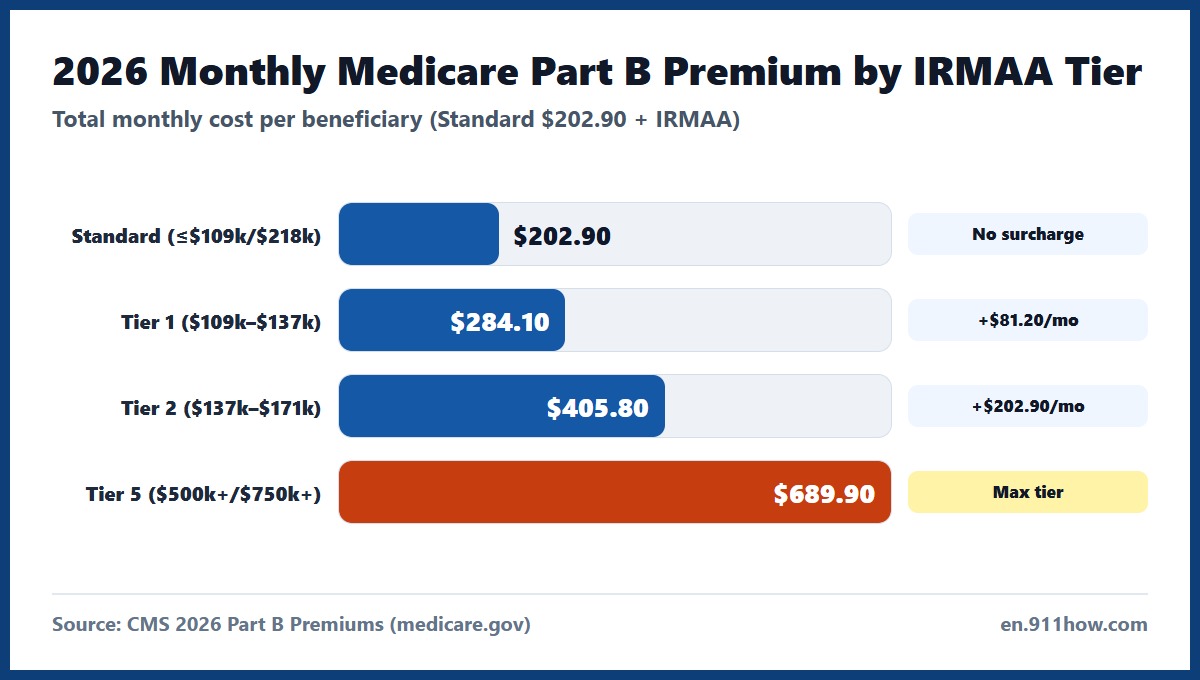 2026 Monthly Medicare Part B Premium by IRMAA Tier
Total monthly cost per beneficiary (Standard $202.90 + IRMAA)
Standard (≤$109k/$218k) $202.90 No surcharge
Tier 1 ($109k–$137k) $284.10 +$81.20/mo
Tier 2 ($137k–$171k) $405.80 +$202.90/mo
Tier 5 ($500k+/$750k+) $689.90 Max tier
Source: CMS 2026 Part B Premiums (medicare.gov) en.911how.com